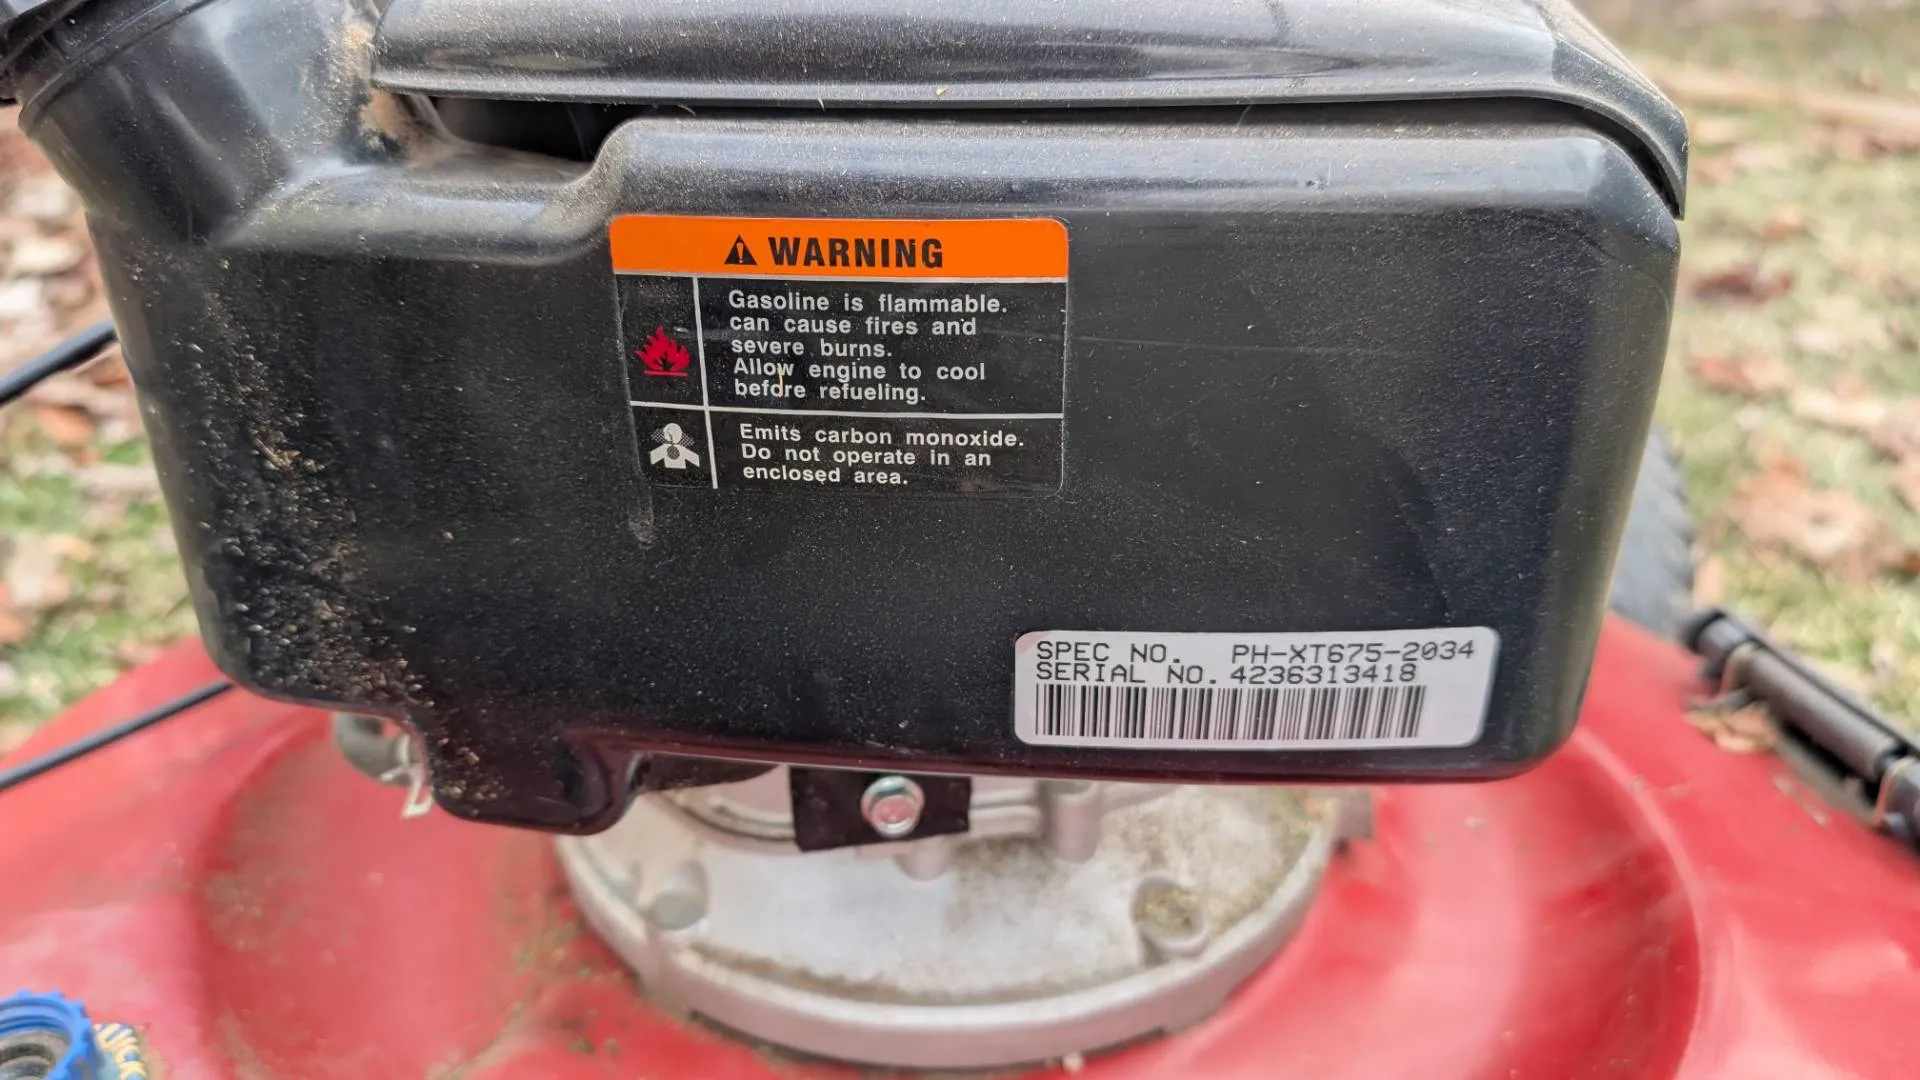 WARNING
Gasoline is flammable.
can cause fires and
severe burns.
Allow engine to cool
before refueling.
Emits carbon monoxide.
Do not operate in an
enclosed area.
SPEC NO. PH-XT675-2034
SERIAL NO. 4236313418